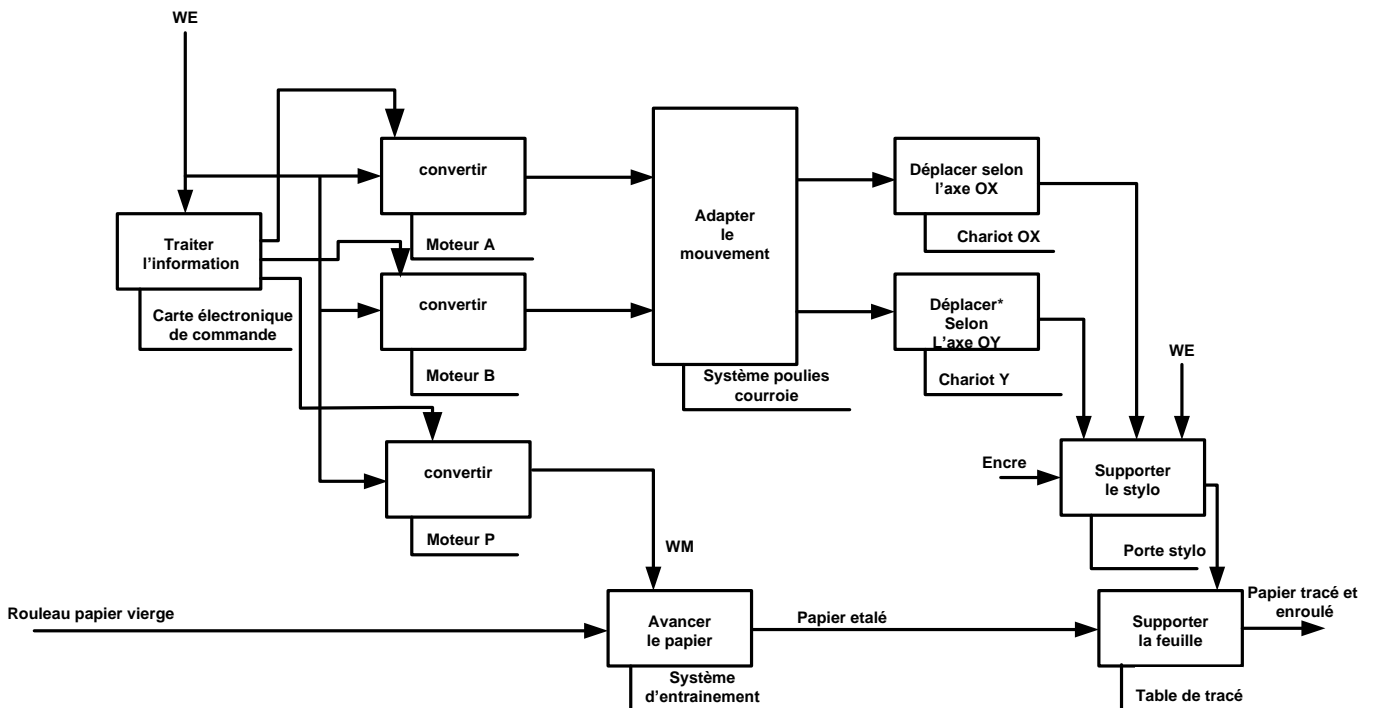 WE
convertir
Moteur A
Traiter
l'information
Carte électronique
de commande
convertir
Moteur B
convertir
Moteur P
Adapter
le
mouvement
Système poulies
courroie
Déplacer selon
l'axe OX
Chariot OX
Déplacer*
Selon
L'axe OY
Chariot Y
WE
Encre
Supporter
le stylo
Porte stylo
WM
Rouleau papier vierge
Avancer
le papier
Système
d'entrainement
Papier etalé
Supporter
la feuille
Table de tracé
Papier tracé et
enroulé